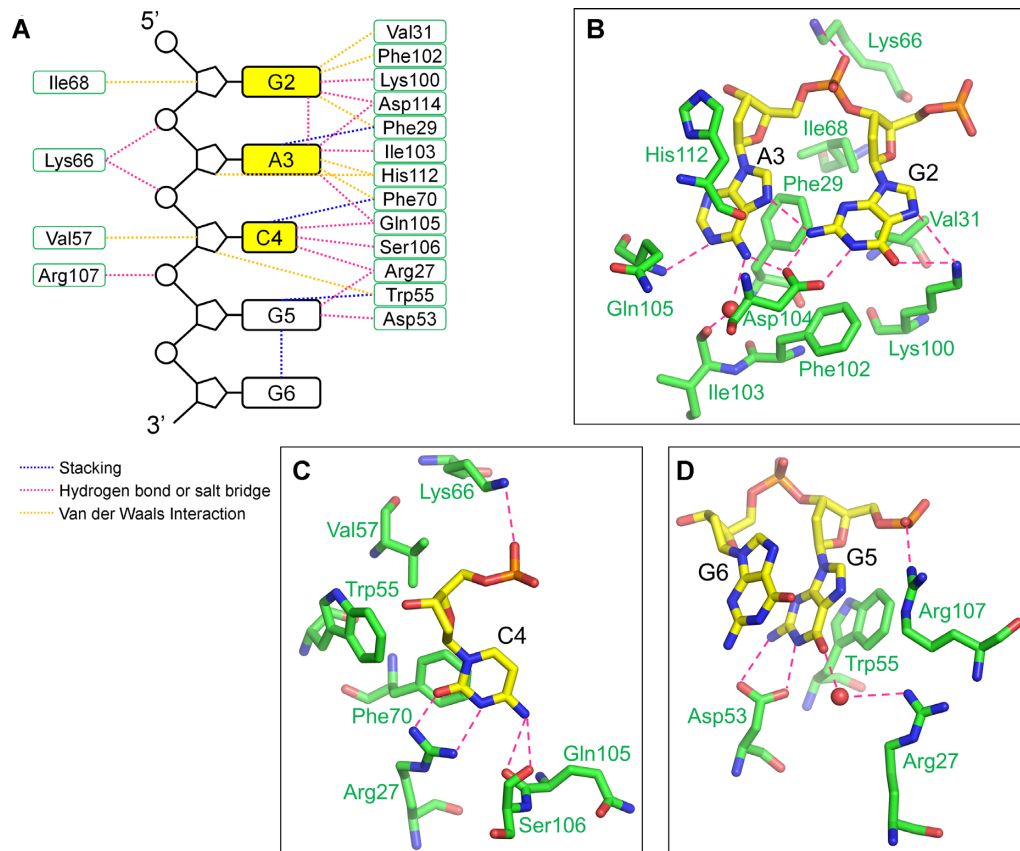 A
5’
Ile68
Lys66
Val57
Arg107
G2
A3
C4
G5
G6
3’
Val31
Phe102
Lys100
Asp114
Phe29
Ile103
His112
Phe70
Gln105
Ser106
Arg27
Trp55
Asp53
Stacking
Hydrogen bond or salt bridge
Van der Waals Interaction
B
Lys66
His112
Ile68
A3
G2
Phe29
Val31
Gln105
Asp104
Lys100
Phe102
Ile103
C
Lys66
Val57
Trp55
C4
Phe70
Gln105
Arg27
Ser106
D
G6
G5
Arg107
Trp55
Asp53
Arg27